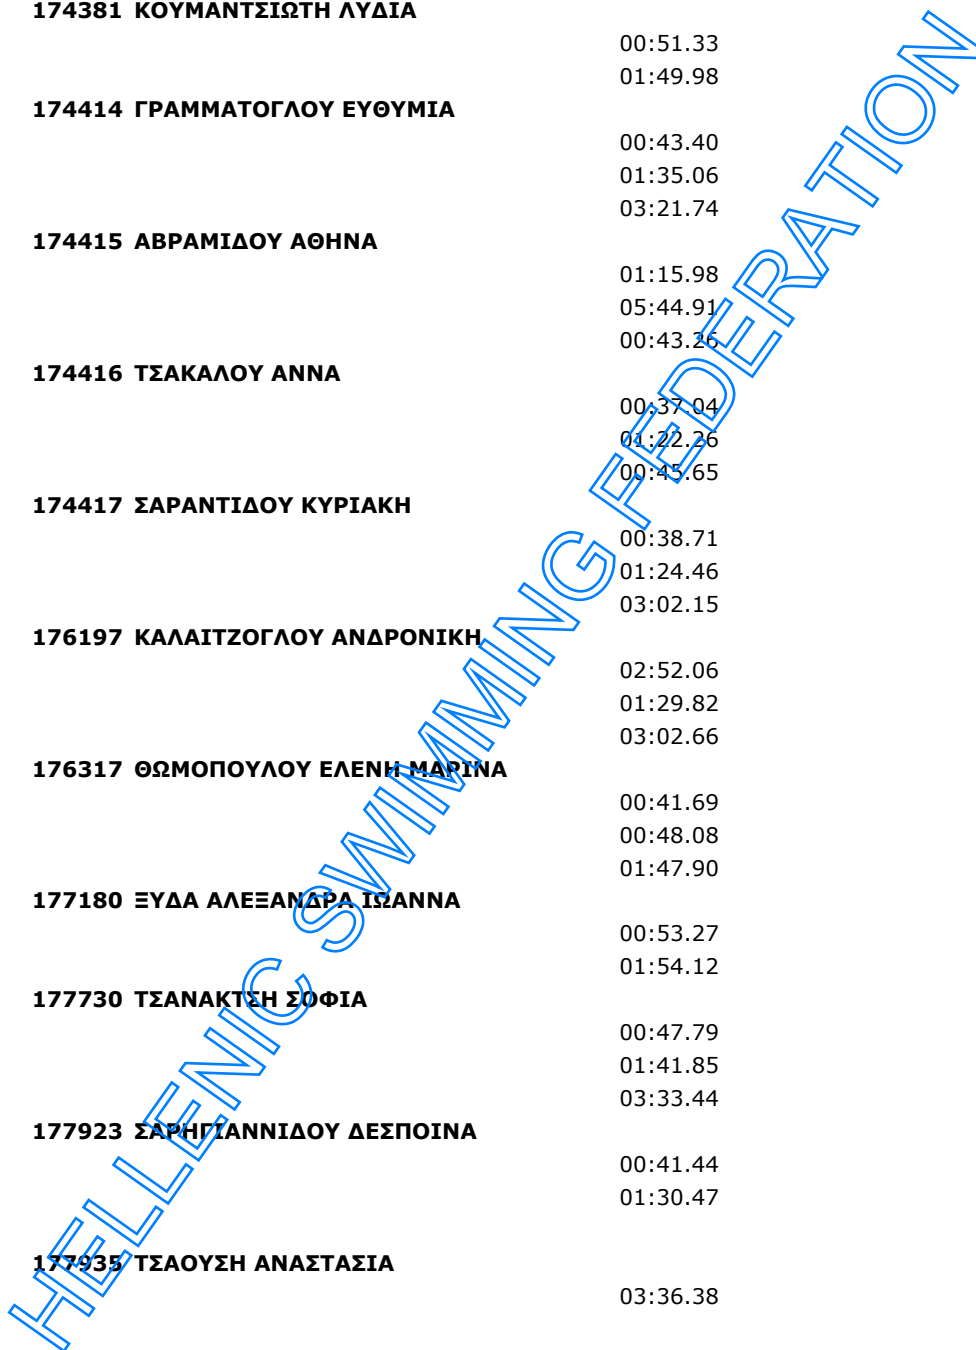 174381 ΚΟΥΜΑΝΤΣΙΩΤΗ ΛΥΔΙΑ
00:51.33
01:49.98
174414 ΓΡΑΜΜΑΤΟΓΛΟΥ ΕΥΘΥΜΙΑ
00:43.40
01:35.06
03:21.74
174415 ΑΒΡΑΜΙΔΟΥ ΑΘΗΝΑ
01:15.98
05:44.91
00:43.26
174416 ΤΣΑΚΑΛΟΥ ΑΝΝΑ
00:37.04
01:22.26
00:45.65
174417 ΣΑΡΑΝΤΙΔΟΥ ΚΥΡΙΑΚΗ
00:38.71
01:24.46
03:02.15
176197 ΚΑΛΑΙΤΖΟΓΛΟΥ ΑΝΔΡΟΝΙΚΗ
02:52.06
01:29.82
03:02.66
176317 ΘΩΜΟΠΟΥΛΟΥ ΕΛΕΝΗ ΜΑΡΙΝΑ
00:41.69
00:48.08
01:47.90
177180 ΞΥΔΑ ΑΛΕΞΑΝΔΡΑ ΙΩΑΝΝΑ
00:53.27
01:54.12
177730 ΤΣΑΝΑΚΤΣΗ ΣΟΦΙΑ
00:47.79
01:41.85
03:33.44
177923 ΣΑΡΗΓΙΑΝΝΙΔΟΥ ΔΕΣΠΟΙΝΑ
00:41.44
01:30.47
177935 ΤΣΑΟΥΣΗ ΑΝΑΣΤΑΣΙΑ
03:36.38
HELLENIC SWIMMING FEDERATION